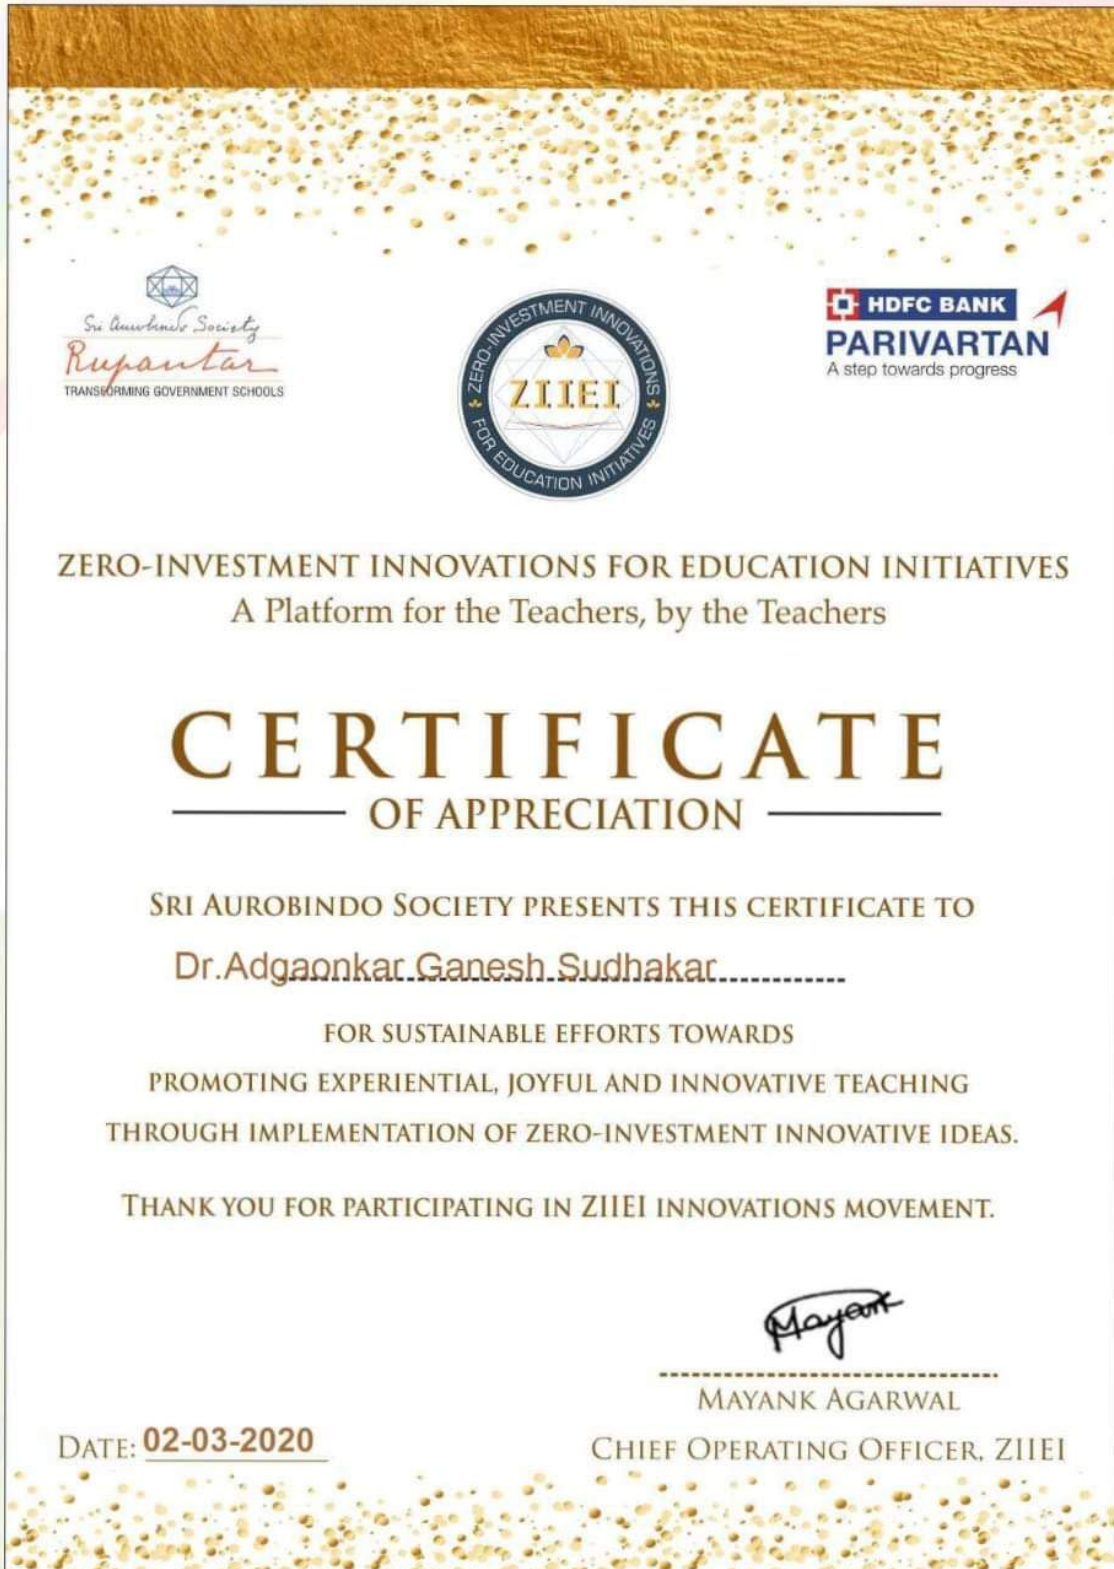 Sri Aurobindo Society
Rupantar
TRANSFORMING GOVERNMENT SCHOOLS
ZERO-INVESTMENT INNOVATIONS
FOR EDUCATION INITIATIVES
ZIIEI
HDFC BANK
PARIVARTAN
A step towards progress
ZERO-INVESTMENT INNOVATIONS FOR EDUCATION INITIATIVES
A Platform for the Teachers, by the Teachers
CERTIFICATE
OF APPRECIATION
SRI AUROBINDO SOCIETY PRESENTS THIS CERTIFICATE TO
Dr.Adgaonkar Ganesh Sudhakar
FOR SUSTAINABLE EFFORTS TOWARDS
PROMOTING EXPERIENTIAL, JOYFUL AND INNOVATIVE TEACHING
THROUGH IMPLEMENTATION OF ZERO-INVESTMENT INNOVATIVE IDEAS.
THANK YOU FOR PARTICIPATING IN ZIIEI INNOVATIONS MOVEMENT.
Mayank
MAYANK AGARWAL
DATE: 02-03-2020
CHIEF OPERATING OFFICER, ZIIEI